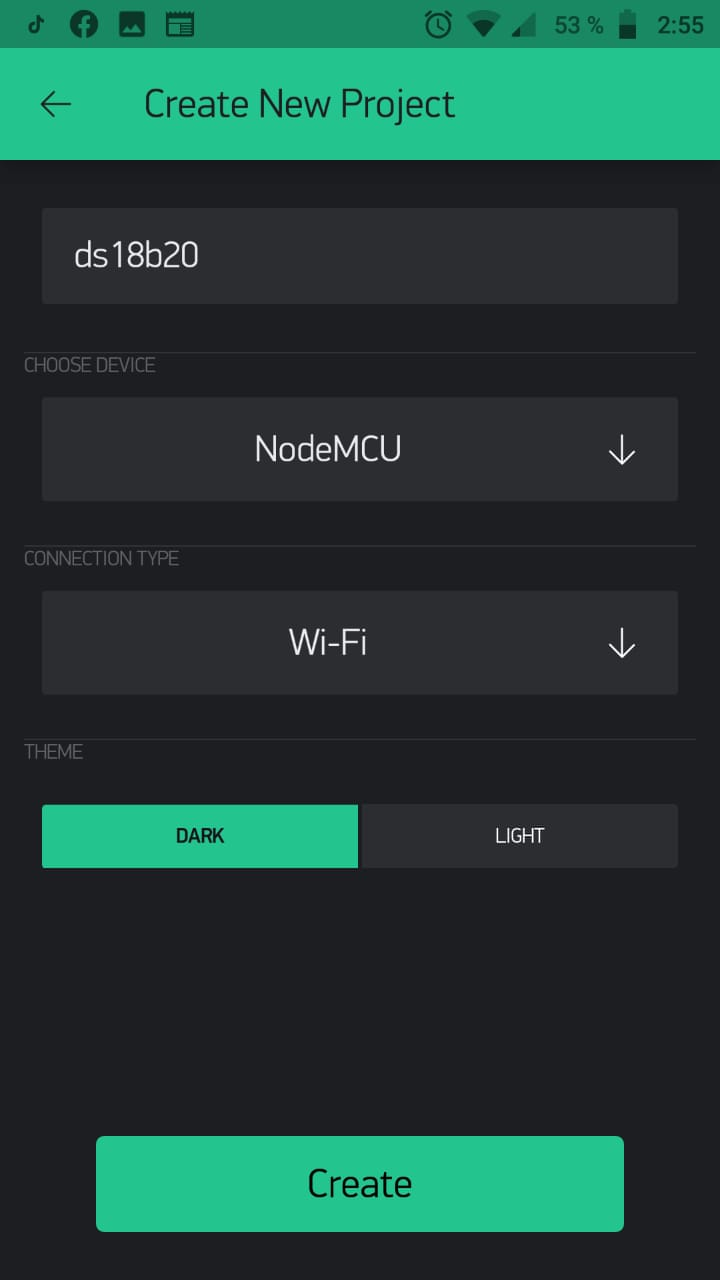 53 % 2:55
Create New Project
ds18b20
CHOOSE DEVICE
NodeMCU
CONNECTION TYPE
Wi-Fi
THEME
DARK LIGHT
Create